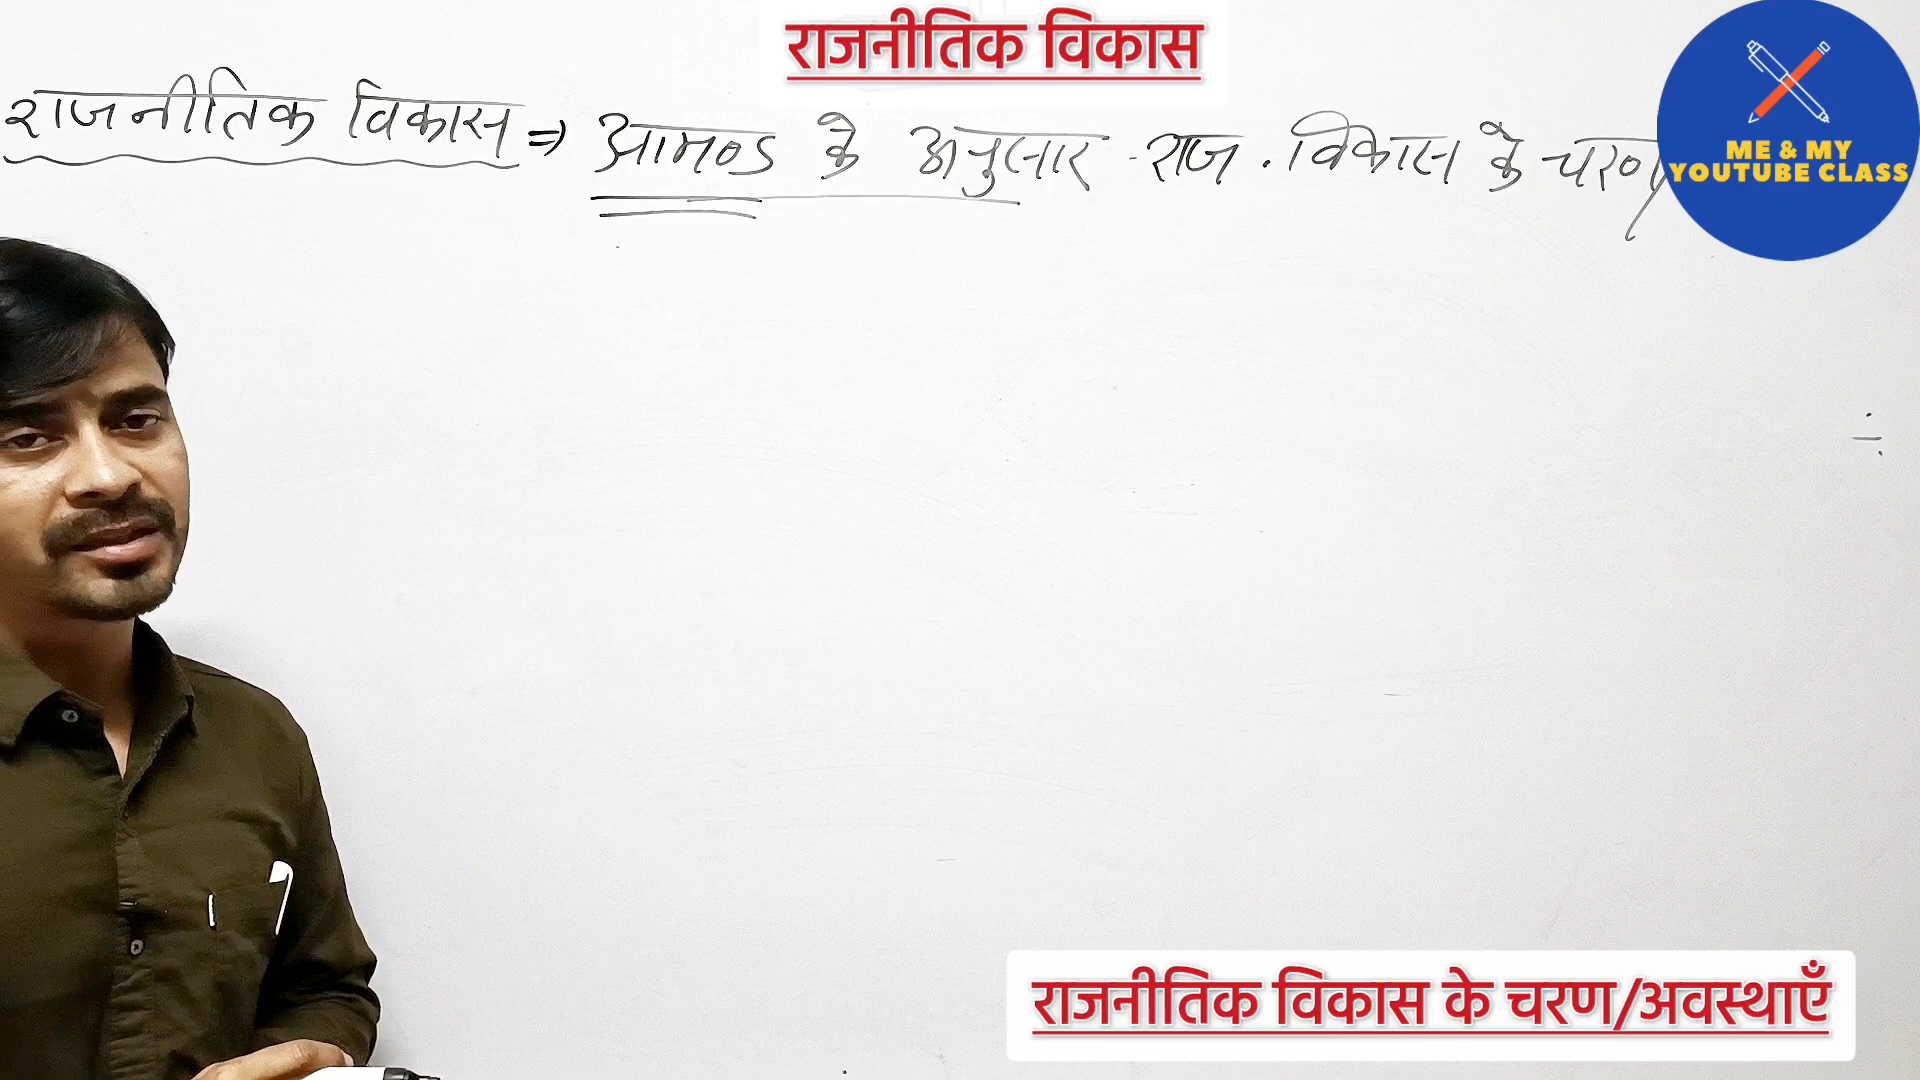 राजनीतिक विकास
राजनीतिक विकास ⇒ आमण्ड के अनुसार - राज. विकास के चरण
ME & MY
YOUTUBE CLASS
राजनीतिक विकास के चरण/अवस्थाएँ